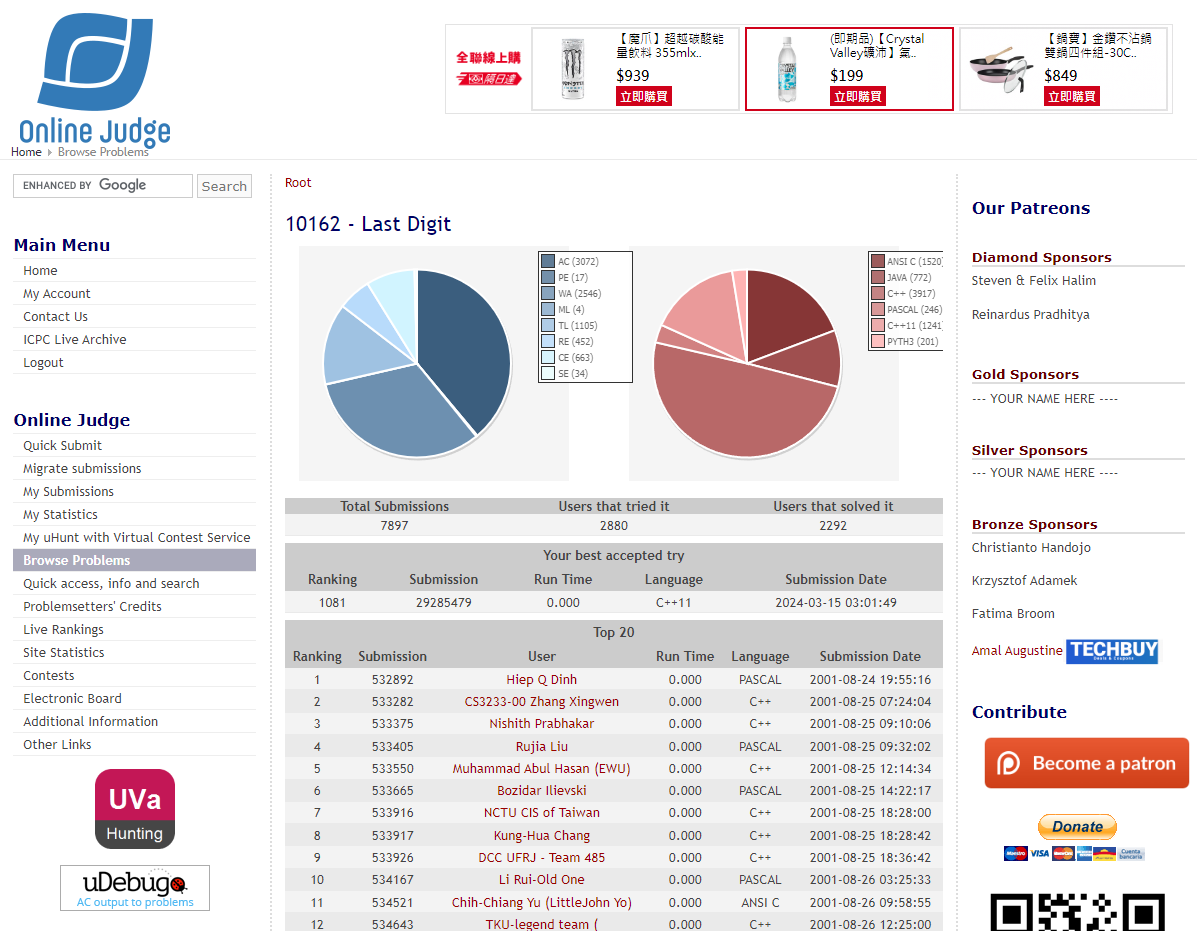 Online Judge
Home Browse Problems
全聯線上購
隔日達
【魔爪】超越碳酸能
量飲料 355mlx..
$939
立即購買
(即期品)【Crystal
Valley礦沛】氣..
$199
立即購買
【鍋寶】金鑽不沾鍋
雙鍋四件組-30C..
$849
立即購買
ENHANCED BY Google
Search
Main Menu
Home
My Account
Contact Us
ICPC Live Archive
Logout
Online Judge
Quick Submit
Migrate submissions
My Submissions
My Statistics
My uHunt with Virtual Contest Service
Browse Problems
Quick access, info and search
Problemsetters' Credits
Live Rankings
Site Statistics
Contests
Electronic Board
Additional Information
Other Links
UVa
Hunting
uDebug
AC output to problems
Root
10162 - Last Digit
AC (3072)
PE (17)
WA (2546)
ML (4)
TL (1105)
RE (452)
CE (663)
SE (34)
ANSI C (1520)
JAVA (772)
C++ (3917)
PASCAL (246)
C++11 (1241)
PYTH3 (201)
Total Submissions Users that tried it Users that solved it
7897 2880 2292
Your best accepted try
Ranking Submission Run Time Language Submission Date
1081 29285479 0.000 C++11 2024-03-15 03:01:49
Top 20
Ranking Submission User Run Time Language Submission Date
1 532892 Hiep Q Dinh 0.000 PASCAL 2001-08-24 19:55:16
2 533282 CS3233-00 Zhang Xingwen 0.000 C++ 2001-08-25 07:24:04
3 533375 Nishith Prabhakar 0.000 C++ 2001-08-25 09:10:06
4 533405 Rujia Liu 0.000 PASCAL 2001-08-25 09:32:02
5 533550 Muhammad Abul Hasan (EWU) 0.000 C++ 2001-08-25 12:14:34
6 533665 Bozidar Ilievski 0.000 PASCAL 2001-08-25 14:22:17
7 533916 NCTU CIS of Taiwan 0.000 C++ 2001-08-25 18:28:00
8 533917 Kung-Hua Chang 0.000 C++ 2001-08-25 18:28:42
9 533926 DCC UFRJ - Team 485 0.000 C++ 2001-08-25 18:36:42
10 534167 Li Rui-Old One 0.000 PASCAL 2001-08-26 03:25:33
11 534521 Chih-Chiang Yu (LittleJohn Yo) 0.000 ANSI C 2001-08-26 09:58:55
12 534643 TKU-legend team ( 0.000 C++ 2001-08-26 12:25:00
Our Patreons
Diamond Sponsors
Steven & Felix Halim
Reinardus Pradhitya
Gold Sponsors
--- YOUR NAME HERE ----
Silver Sponsors
--- YOUR NAME HERE ----
Bronze Sponsors
Christianto Handojo
Krzysztof Adamek
Fatima Broom
Amal Augustine TECHBUY
Deals & Coupons
Contribute
Become a patron
Donate
Maestro VISA Cuenta bancaria